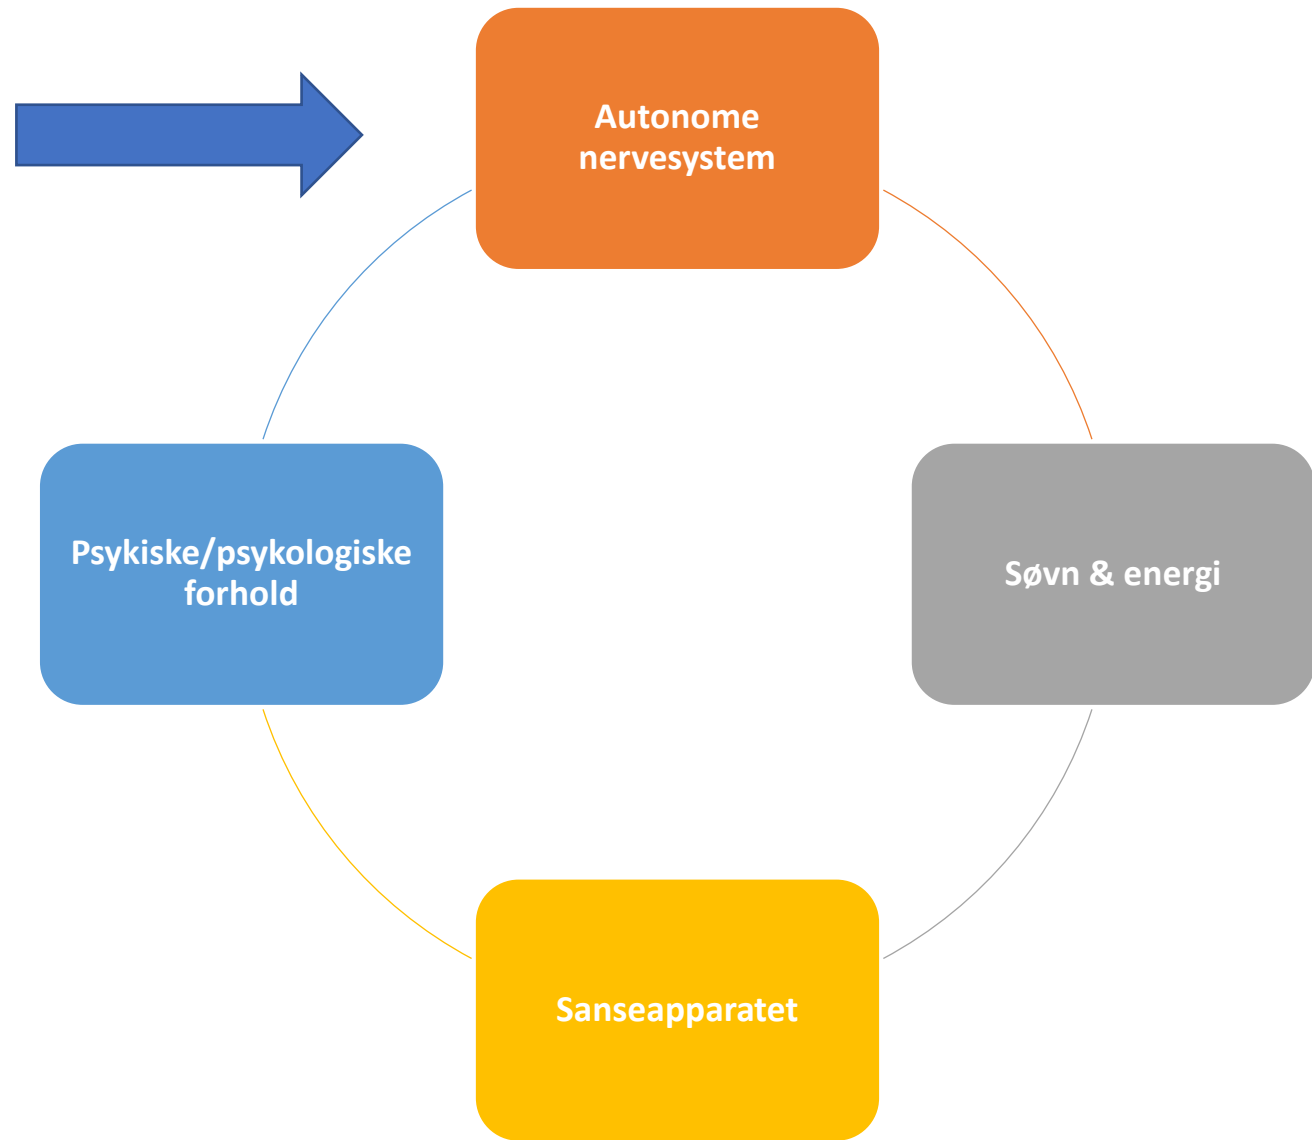 Autonome
nervesystem
Psykiske/psykologiske
forhold
Søvn & energi
Sanseapparatet